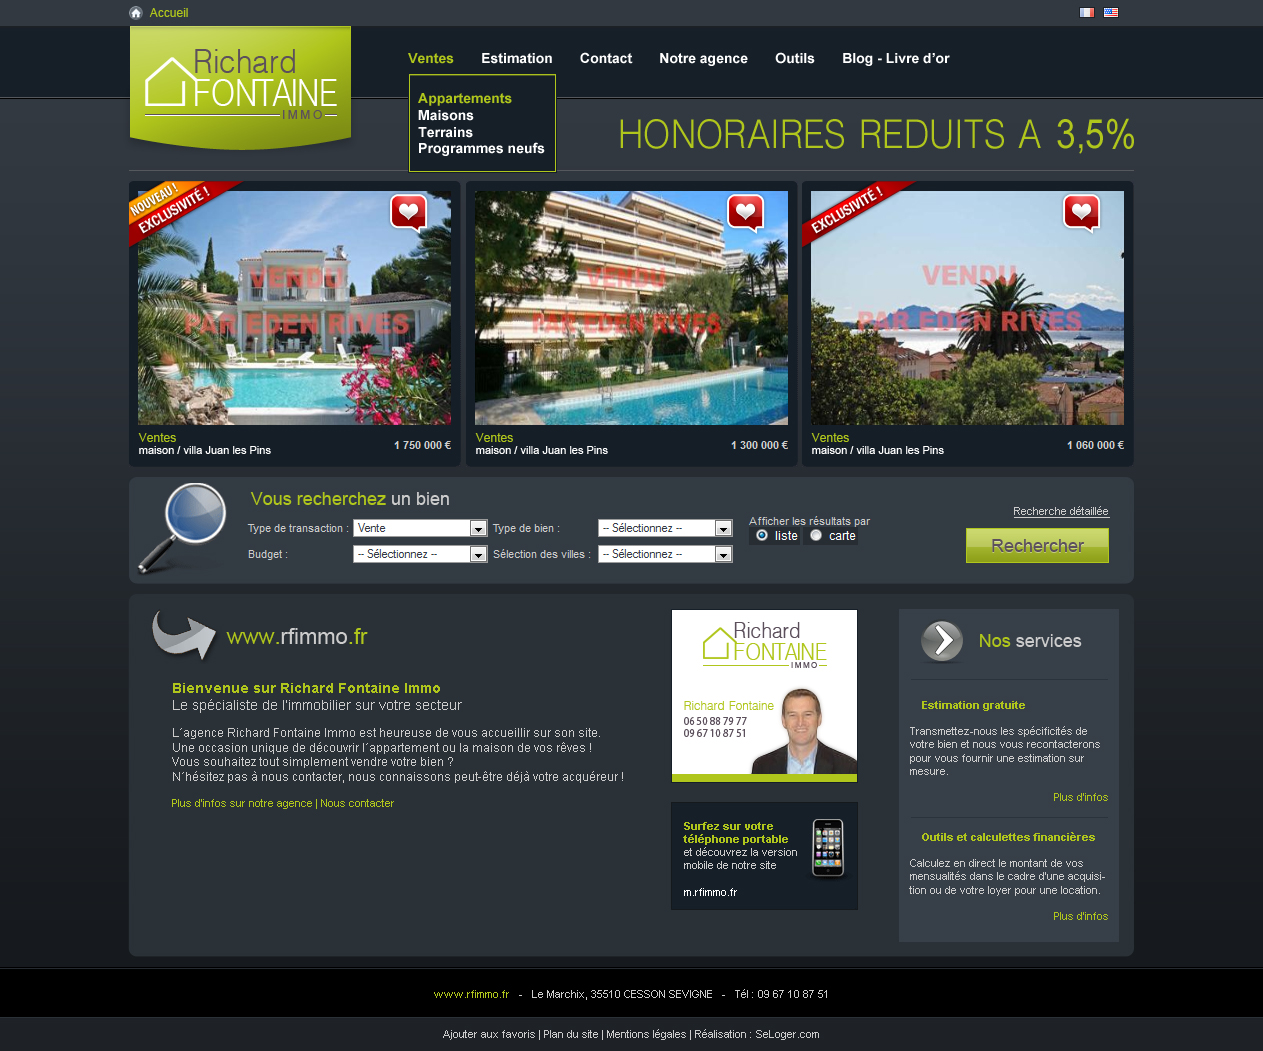 Accueil
Richard
FONTAINE
IMMO
Ventes
Estimation
Contact
Notre agence
Outils
Blog - Livre d'or
Appartements
Maisons
Terrains
Programmes neufs
HONORAIRES REDUITS A 3,5%
NOUVEAU !
EXCLUSIVITÉ !
VENDU
PAR EDEN RIVES
Ventes
maison / villa Juan les Pins
1 750 000 €
VENDU
PAR EDEN RIVES
Ventes
maison / villa Juan les Pins
1 300 000 €
EXCLUSIVITÉ !
VENDU
PAR EDEN RIVES
Ventes
maison / villa Juan les Pins
1 060 000 €
Vous recherchez un bien
Type de transaction :
Vente
Type de bien :
-- Sélectionnez --
Budget :
-- Sélectionnez --
Sélection des villes :
-- Sélectionnez --
Afficher les résultats par
liste
carte
Recherche détaillée
Rechercher
www.rfimmo.fr
Bienvenue sur Richard Fontaine Immo
Le spécialiste de l'immobilier sur votre secteur
L´agence Richard Fontaine Immo est heureuse de vous accueillir sur son site.
Une occasion unique de découvrir l´appartement ou la maison de vos rêves !
Vous souhaitez tout simplement vendre votre bien ?
N´hésitez pas à nous contacter, nous connaissons peut-être déjà votre acquéreur !
Plus d'infos sur notre agence | Nous contacter
Richard
FONTAINE
IMMO
Richard Fontaine
06 50 88 79 77
09 67 10 87 51
Surfez sur votre
téléphone portable
et découvrez la version
mobile de notre site
m.rfimmo.fr
Nos services
Estimation gratuite
Transmettez-nous les spécificités de
votre bien et nous vous recontacterons
pour vous fournir une estimation sur
mesure.
Plus d'infos
Outils et calculettes financières
Calculez en direct le montant de vos
mensualités dans le cadre d'une acquisi-
tion ou de votre loyer pour une location.
Plus d'infos
www.rfimmo.fr - Le Marchix, 35510 CESSON SEVIGNE - Tél : 09 67 10 87 51
Ajouter aux favoris | Plan du site | Mentions légales | Réalisation : SeLoger.com